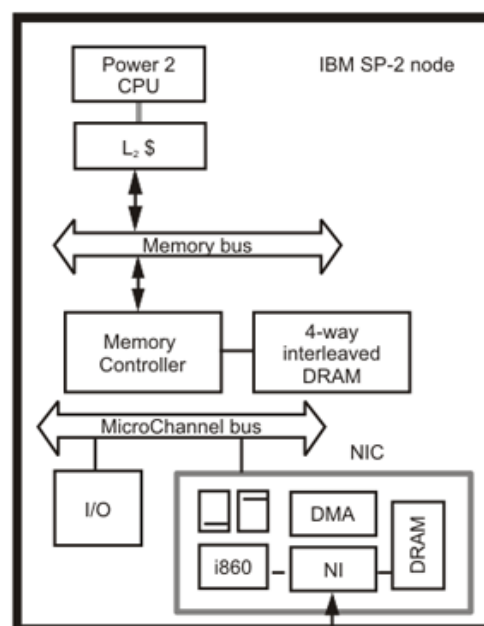 Power 2
CPU
IBM SP-2 node
L₂ $
Memory bus
Memory
Controller
4-way
interleaved
DRAM
MicroChannel bus
NIC
I/O
DMA
DRAM
i860
NI